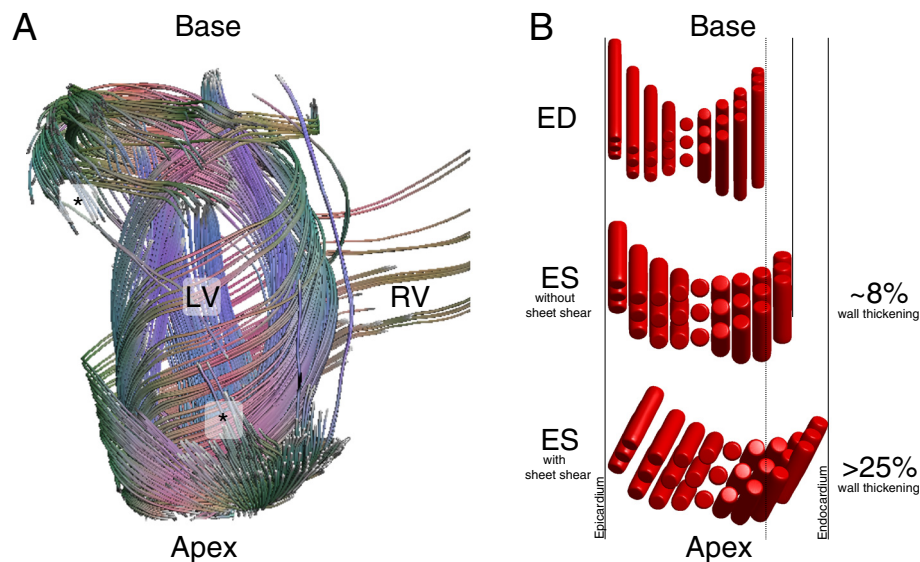 A
Base
*
LV
RV
*
Apex
B
Base
ED
ES
without
sheet shear
~8%
wall thickening
ES
with
sheet shear
>25%
wall thickening
Epicardium
Endocardium
Apex